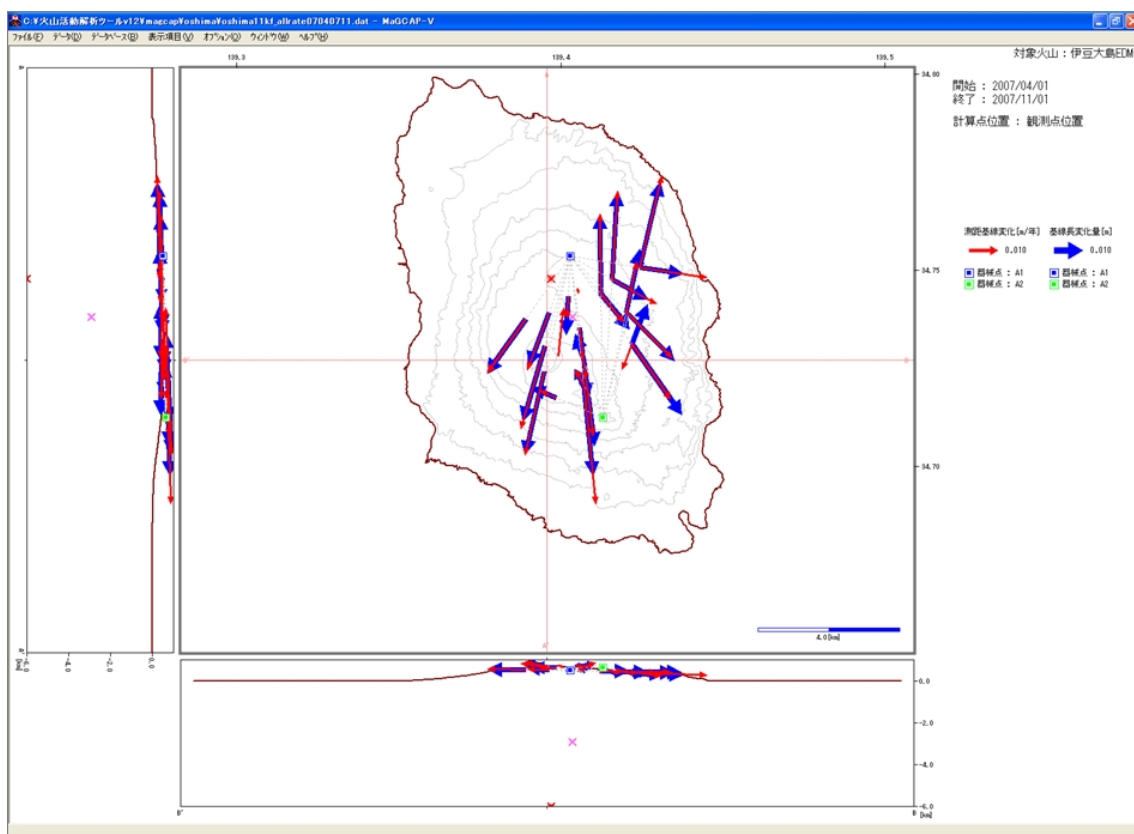 C:¥火山活動解析ツールv12¥magcap¥oshima¥oshima11kf_allrate07040711.dat - MaGCAP-V
ファイル(F) データ(D) データベース(B) 表示項目(V) オプション(O) ウィンドウ(W) ヘルプ(H)
対象火山：伊豆大島EDM
139.3 139.4 139.5
34.80
開始 : 2007/04/01
終了 : 2007/11/01
計算点位置 : 観測点位置
測距基線変化[m/年] 基線長変化量[m]
0.010 0.010
器械点 : A1 器械点 : A1
器械点 : A2 器械点 : A2
34.75
34.70
4.0[km]
[km] -6.0 -4.0 -2.0 0.0
0.0
-2.0
-4.0
-6.0
B' B [km]